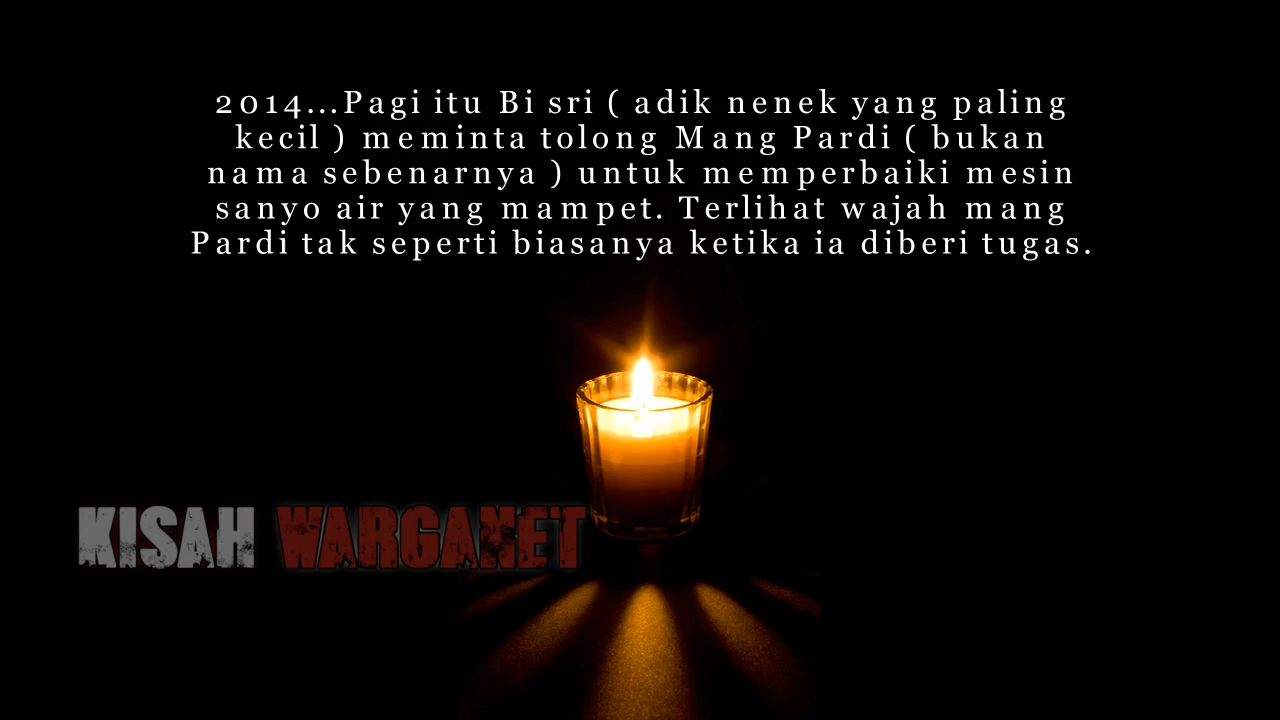 2014...Pagi itu Bi sri ( adik nenek yang paling
kecil ) meminta tolong Mang Pardi ( bukan
nama sebenarnya ) untuk memperbaiki mesin
sanyo air yang mampet. Terlihat wajah mang
Pardi tak seperti biasanya ketika ia diberi tugas.
KISAH WARGANET